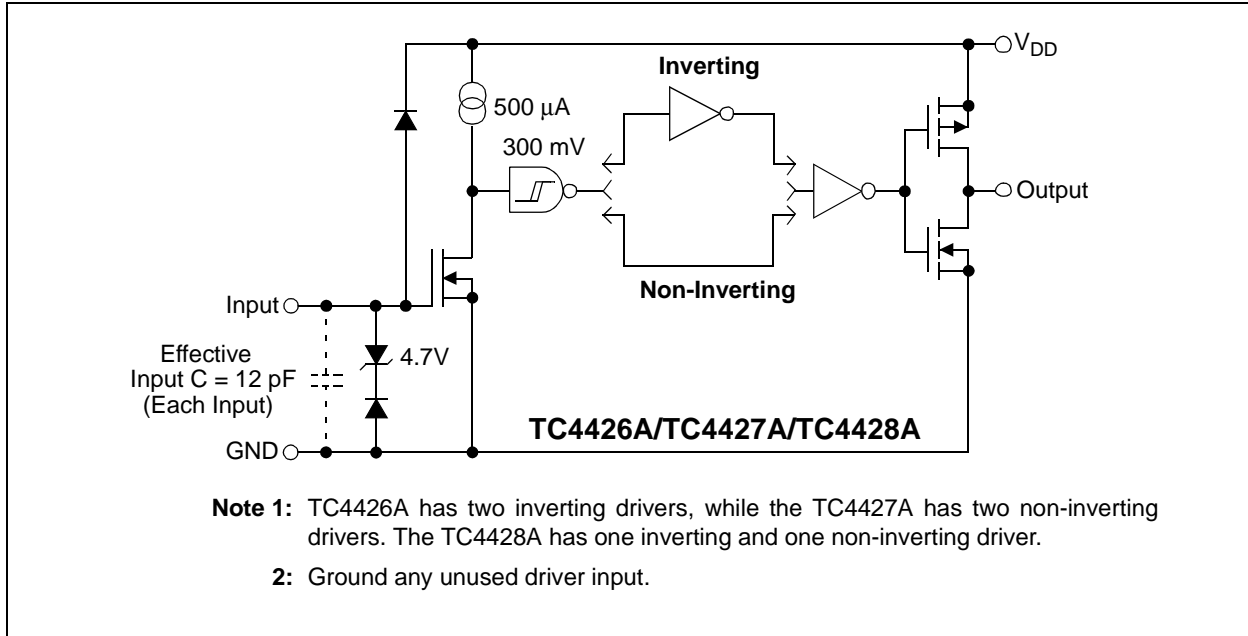 V_DD
Inverting
500 μA
300 mV
Output
Non-Inverting
Input
4.7V
Effective
Input C = 12 pF
(Each Input)
TC4426A/TC4427A/TC4428A
GND
Note 1: TC4426A has two inverting drivers, while the TC4427A has two non-inverting
drivers. The TC4428A has one inverting and one non-inverting driver.
2: Ground any unused driver input.